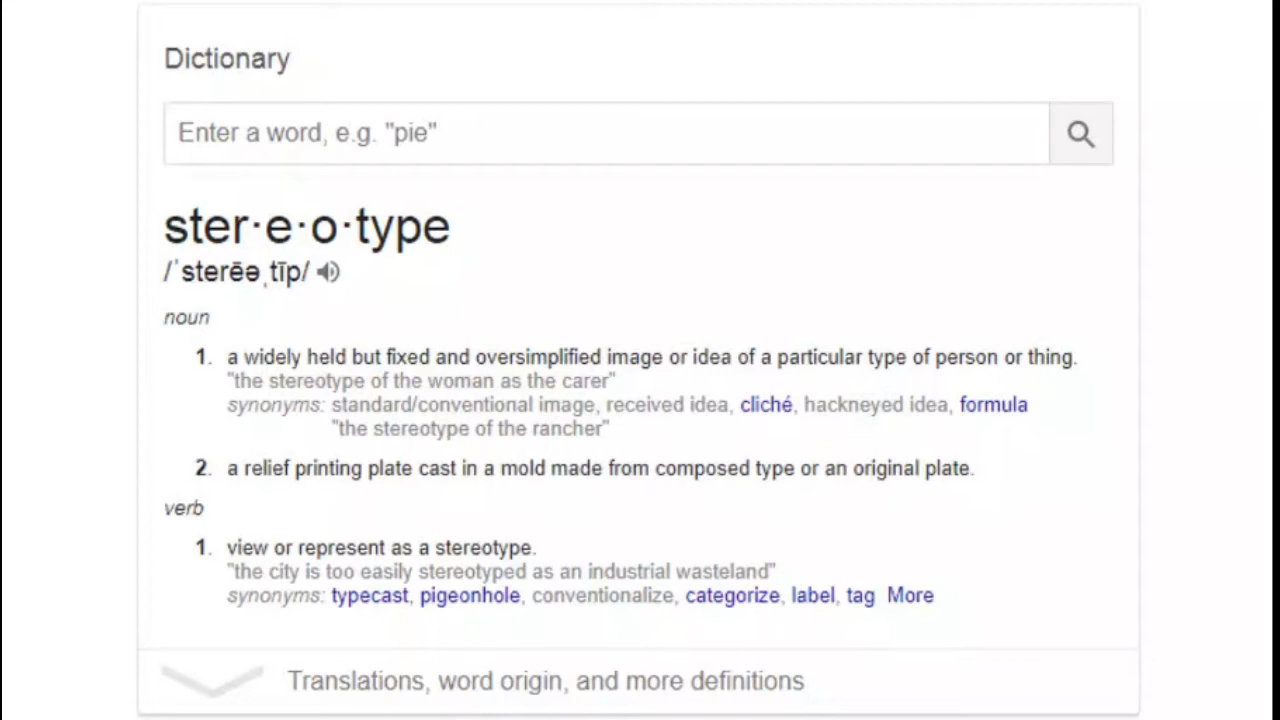 Dictionary
Enter a word, e.g. "pie"
ster·e·o·type
/ˈsterēəˌtīp/
noun
1. a widely held but fixed and oversimplified image or idea of a particular type of person or thing.
"the stereotype of the woman as the carer"
synonyms: standard/conventional image, received idea, cliché, hackneyed idea, formula
"the stereotype of the rancher"
2. a relief printing plate cast in a mold made from composed type or an original plate.
verb
1. view or represent as a stereotype.
"the city is too easily stereotyped as an industrial wasteland"
synonyms: typecast, pigeonhole, conventionalize, categorize, label, tag More
Translations, word origin, and more definitions